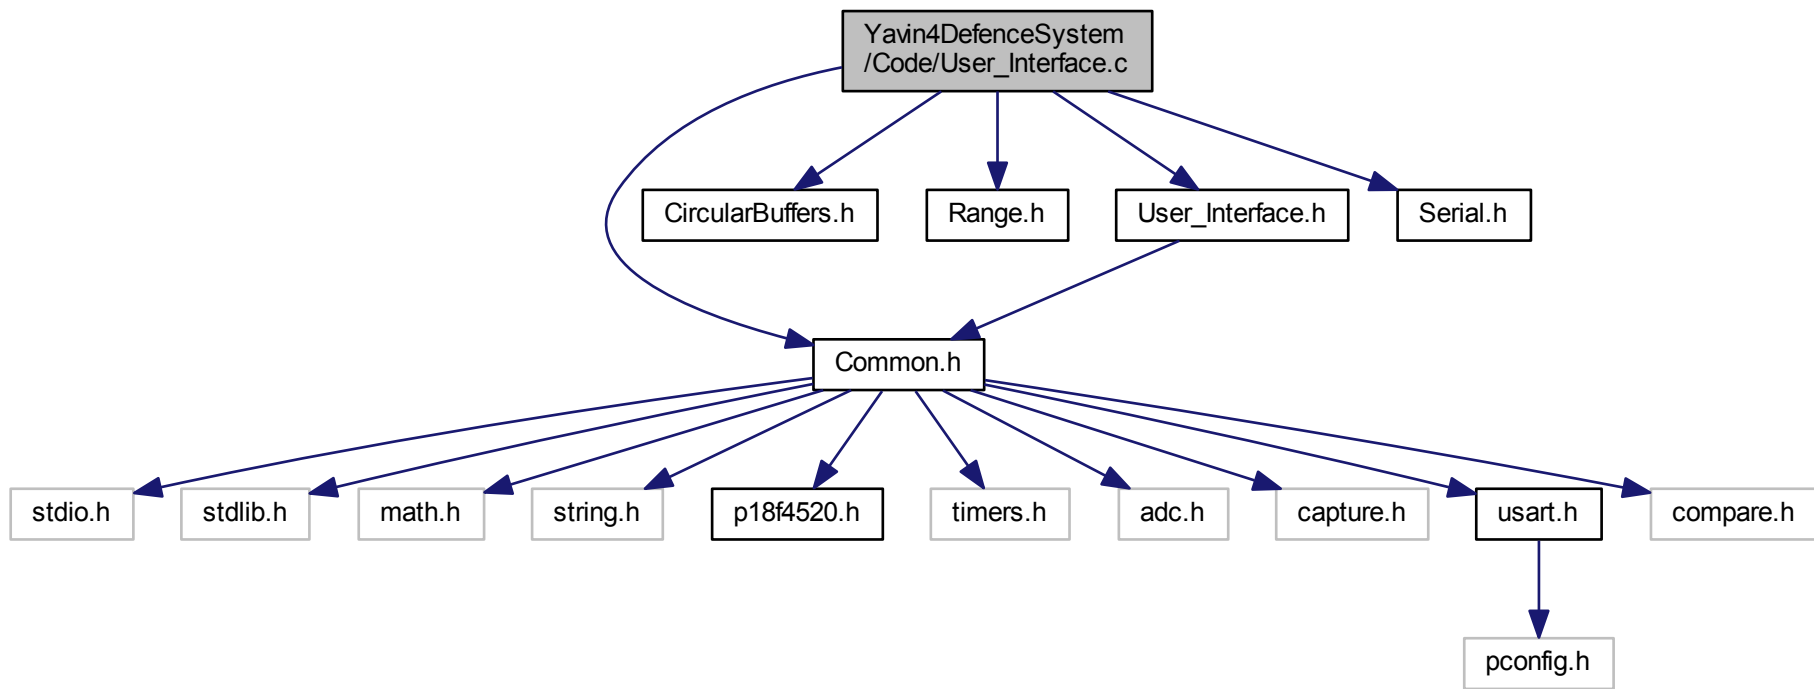 Yavin4DefenceSystem
/Code/User_Interface.c
CircularBuffers.h
Range.h
User_Interface.h
Serial.h
Common.h
stdio.h
stdlib.h
math.h
string.h
p18f4520.h
timers.h
adc.h
capture.h
usart.h
compare.h
pconfig.h